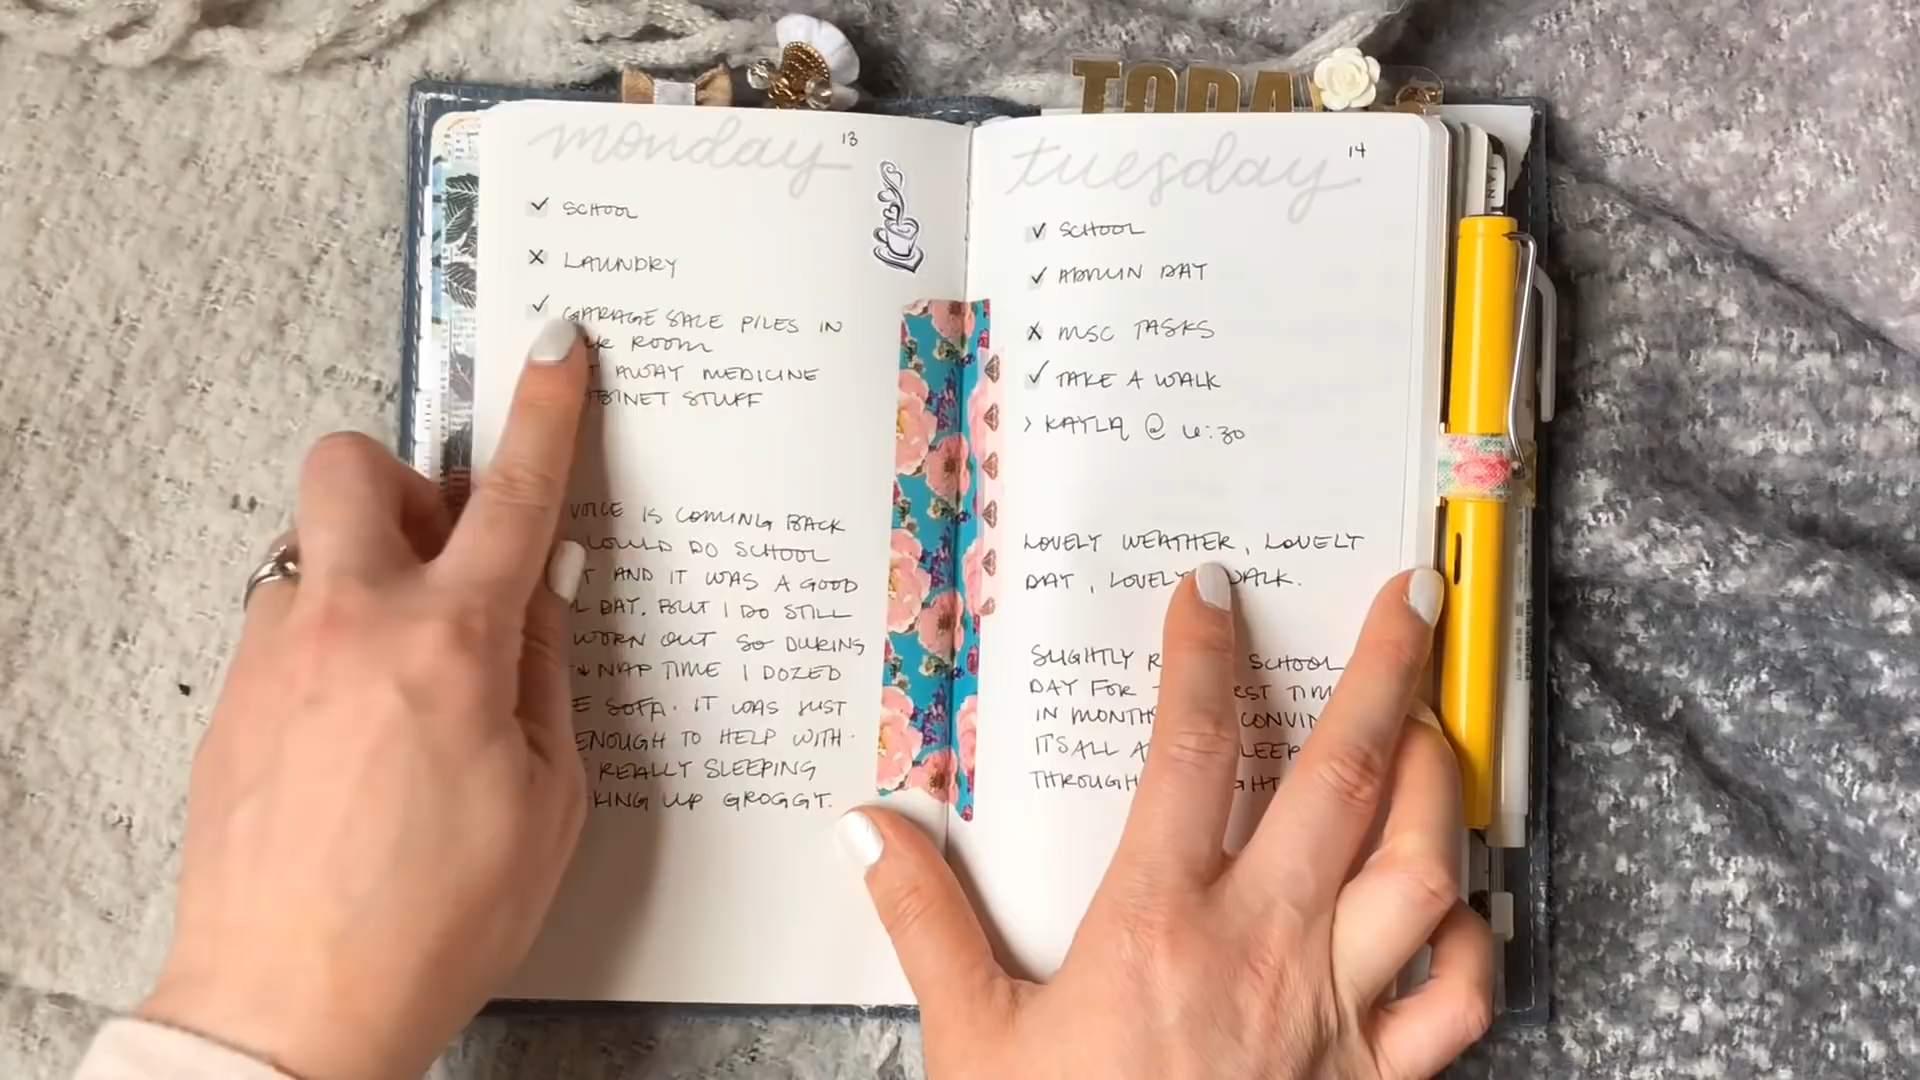 TODAY
monday 13
✓ SCHOOL
× LAUNDRY
✓ GARAGE SALE PILES IN
ROOM
AWAY MEDICINE
STUFF
VOICE IS COMING BACK
COULD DO SCHOOL
AND IT WAS A GOOD
DAY. BUT I DO STILL
WORN OUT SO DURING
NAP TIME I DOZED
SOFA. IT WAS JUST
ENOUGH TO HELP WITH
REALLY SLEEPING
UP GROGGY.
tuesday 14
✓ SCHOOL
✓ ADMIN DAY
× MSC TASKS
✓ TAKE A WALK
> KAYLA @ 6:30
LOVELY WEATHER, LOVELY
DAY, LOVELY WALK.
SLIGHTLY SCHOOL
DAY FOR
IN MONTHS
ITS ALL
THROUGH